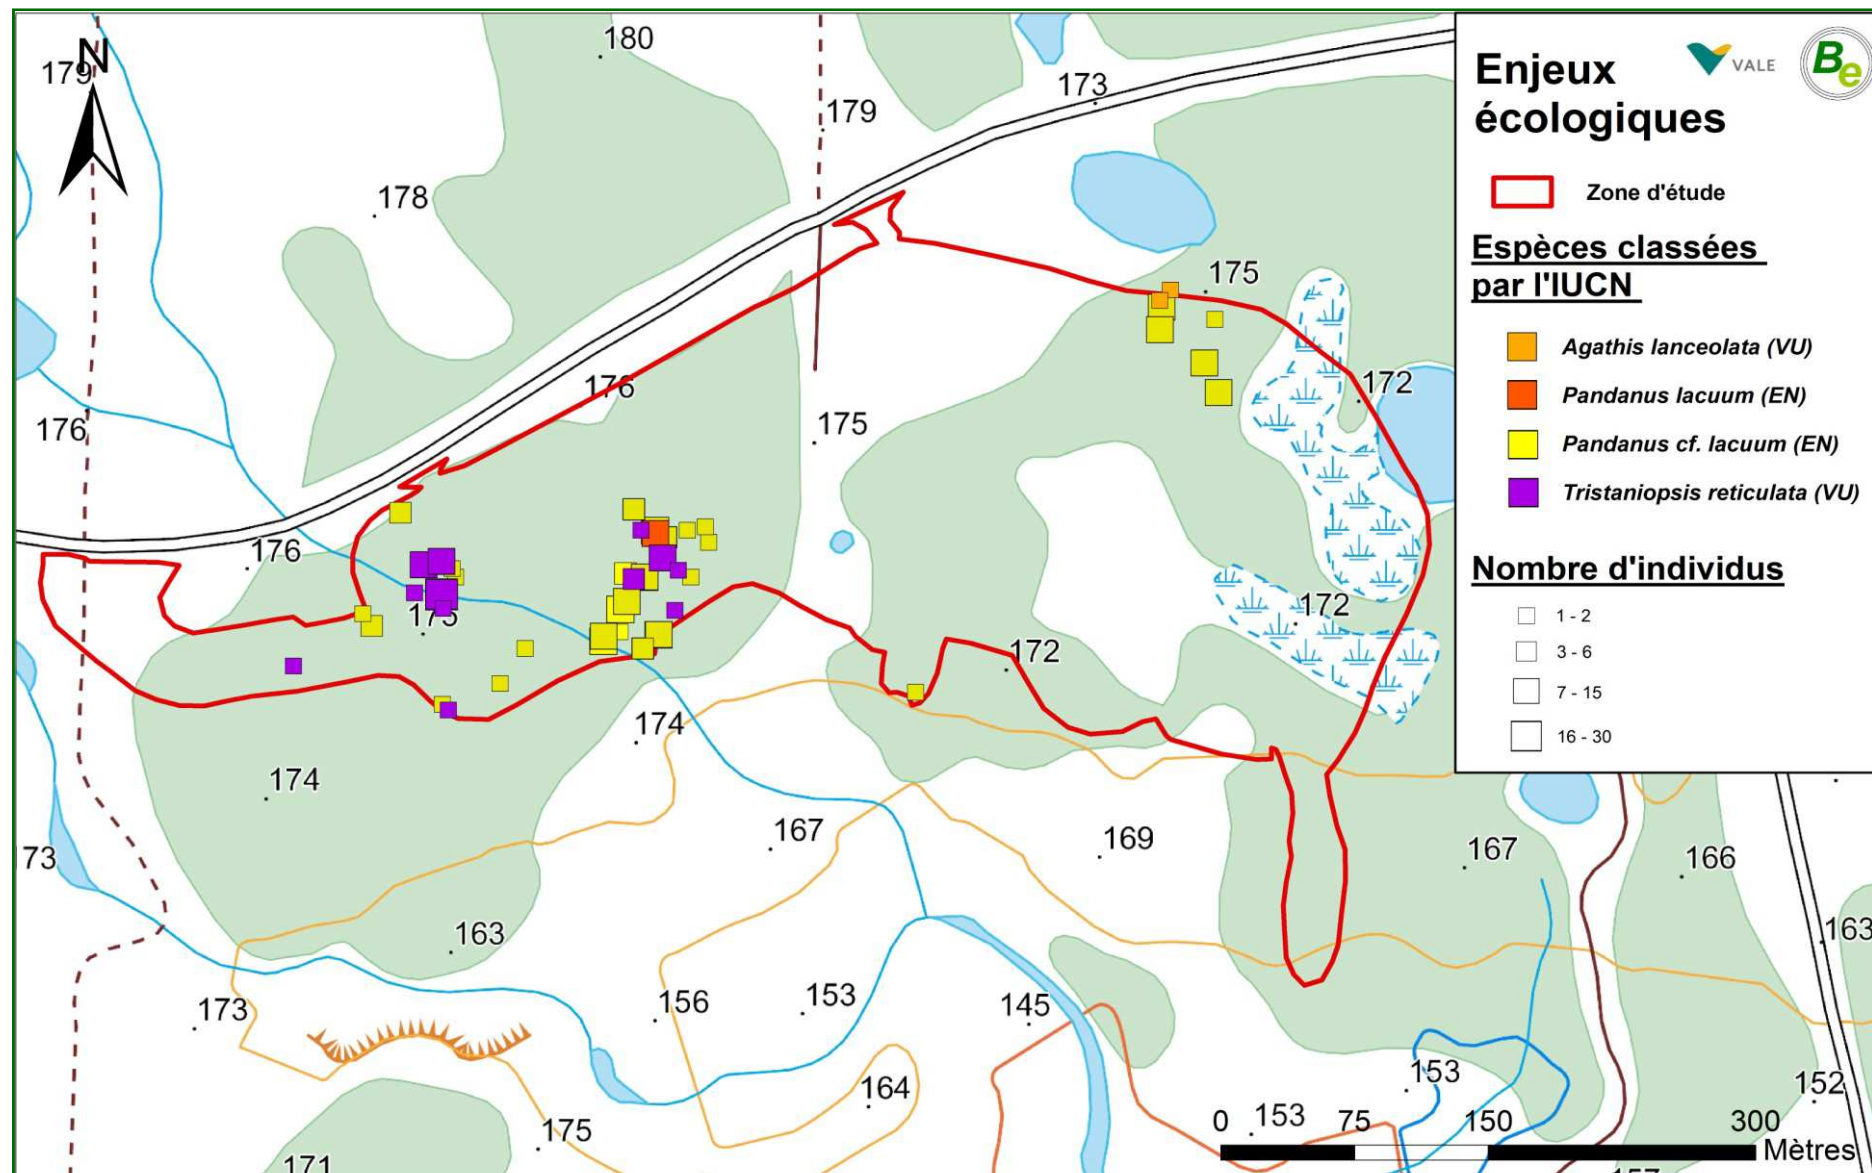 N
179
180
179
173
178
175
176
176
175
172
176
175
172
172
174
174
73
167
169
167
166
163
163
173
156
153
145
153
152
164
175
153
171
157
Enjeux
écologiques
VALE
Be
Zone d'étude
Espèces classées
par l'IUCN
Agathis lanceolata (VU)
Pandanus lacuum (EN)
Pandanus cf. lacuum (EN)
Tristaniopsis reticulata (VU)
Nombre d'individus
1 - 2
3 - 6
7 - 15
16 - 30
0 75 150 300
Mètres